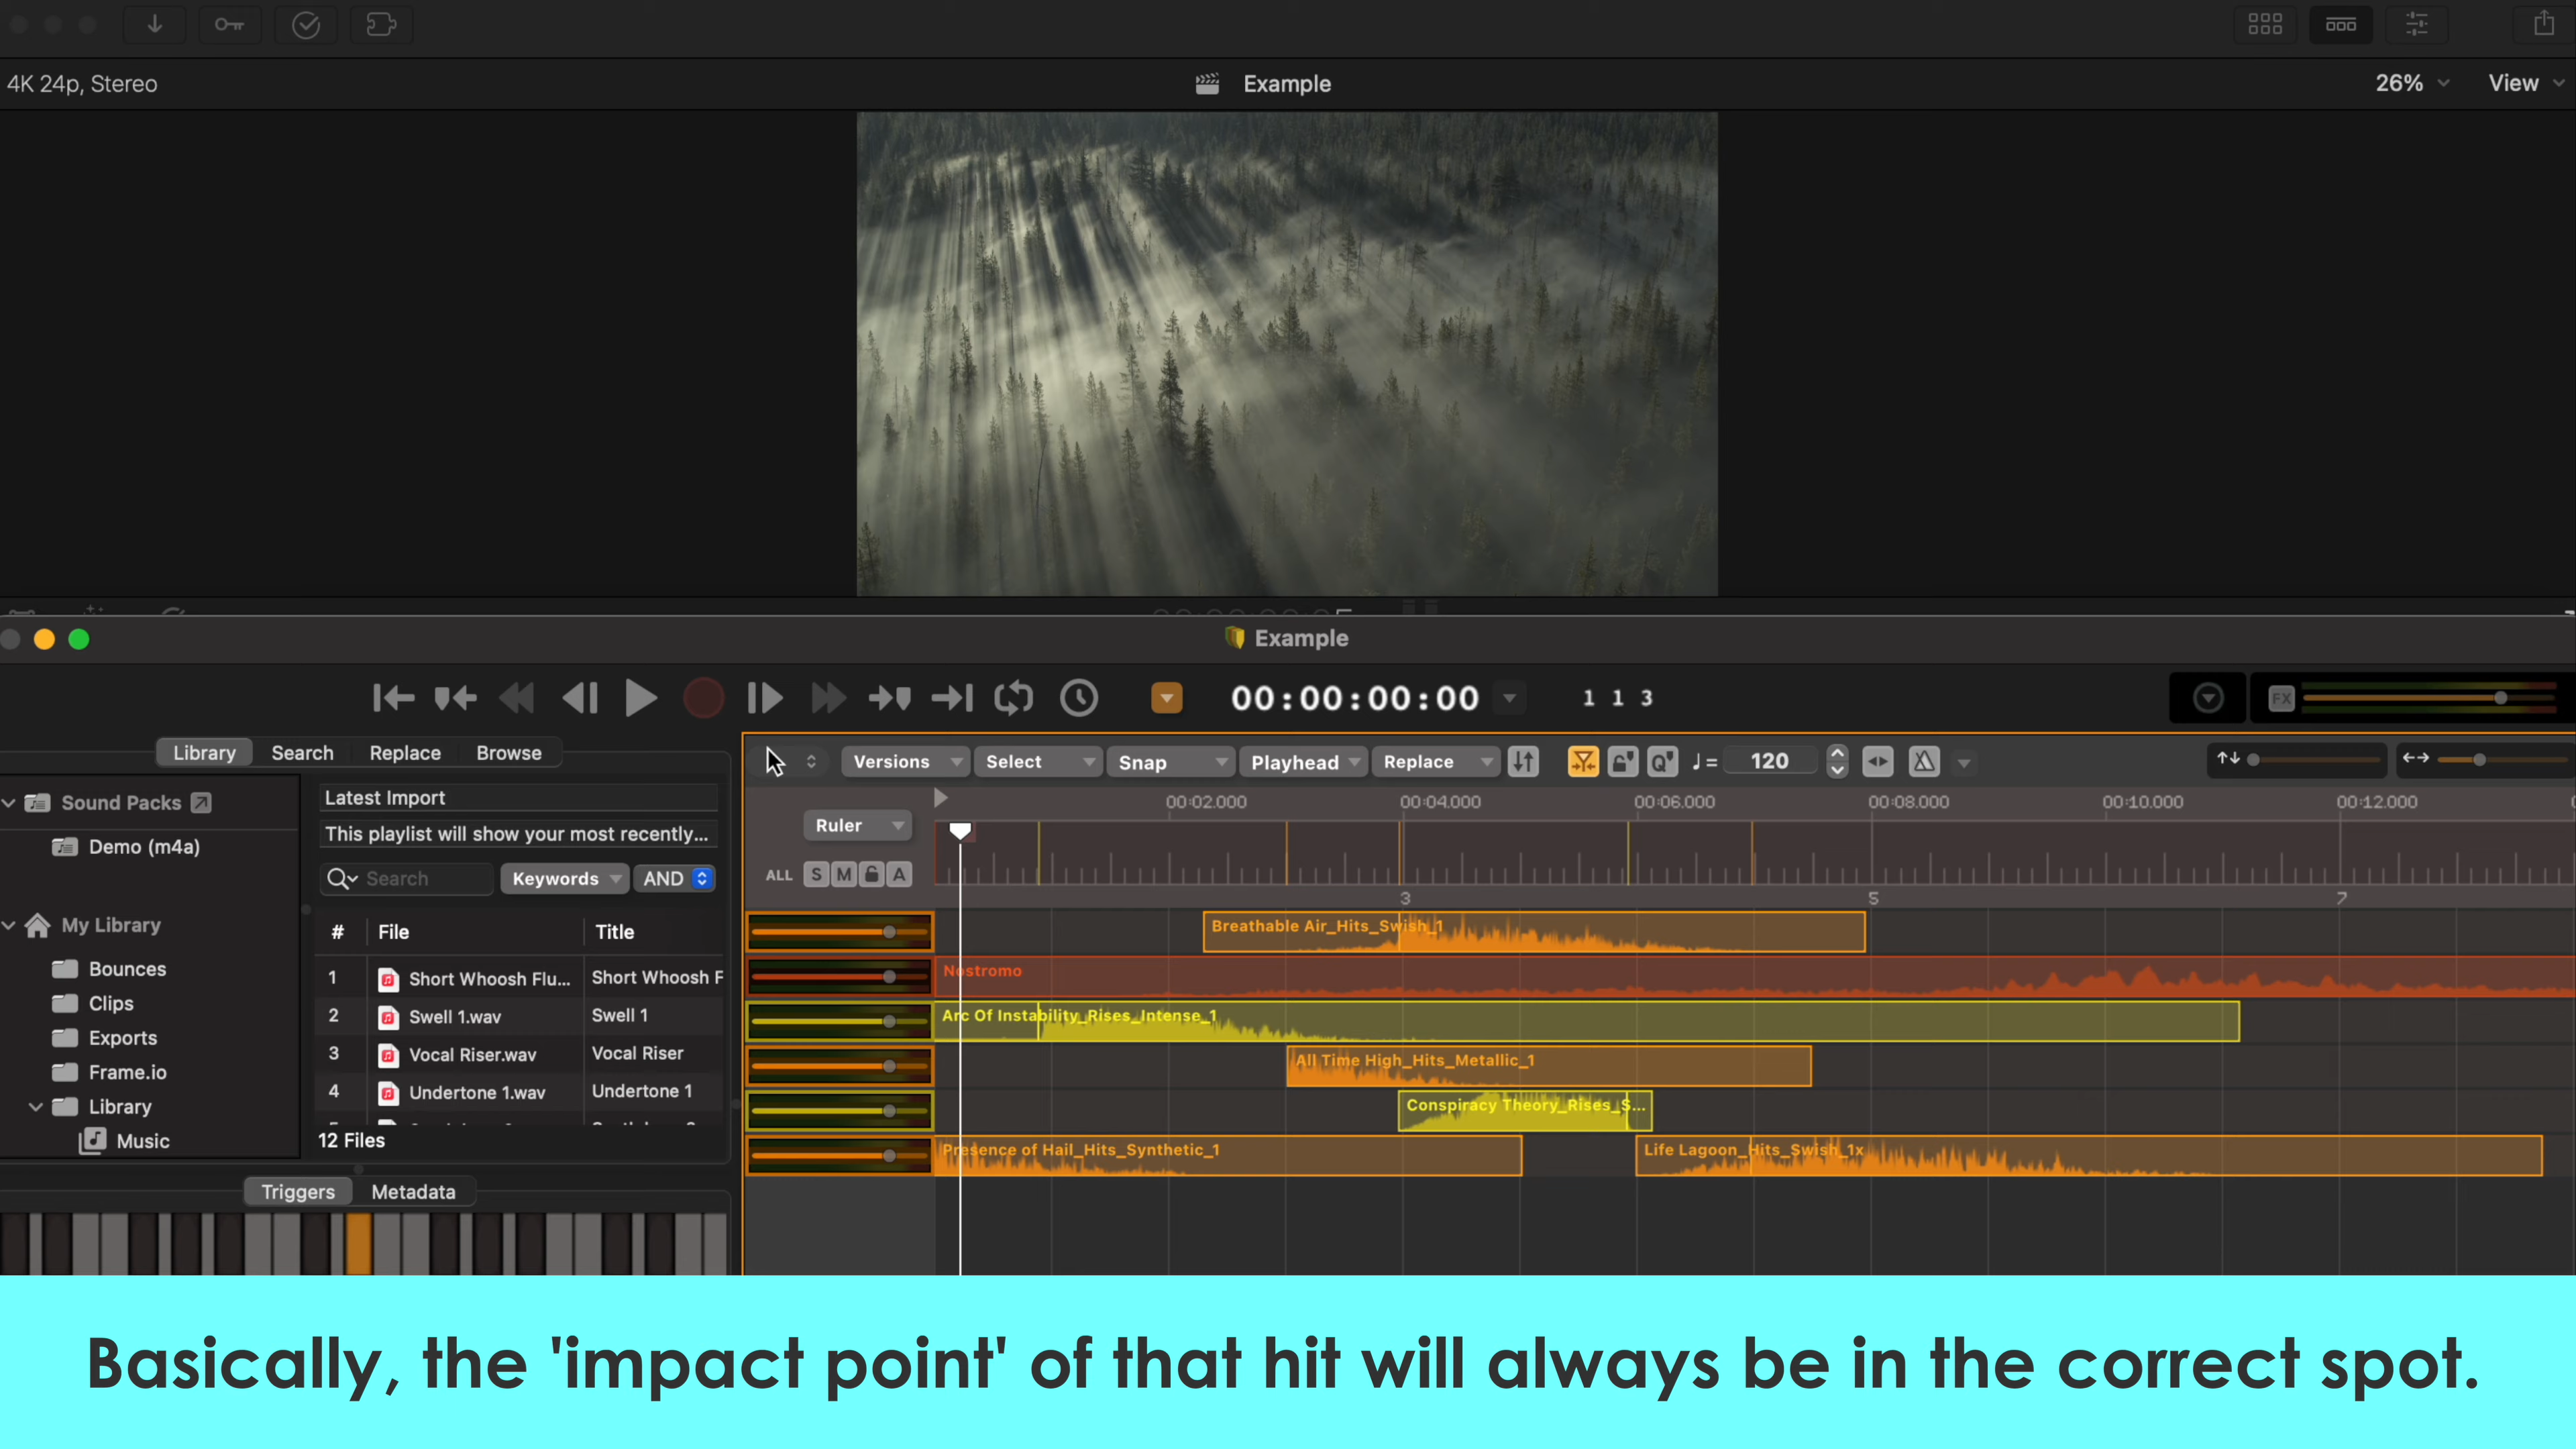 4K 24p, Stereo
Example
26%
View
Example
00:00:00:00
1 1 3
FX
Library
Search
Replace
Browse
Versions
Select
Snap
Playhead
Replace
Q
= 120
Sound Packs
Demo (m4a)
My Library
Bounces
Clips
Exports
Frame.io
Library
Music
Latest Import
This playlist will show your most recently...
Search
Keywords
AND
# File Title
1 Short Whoosh Flu... Short Whoosh F
2 Swell 1.wav Swell 1
3 Vocal Riser.wav Vocal Riser
4 Undertone 1.wav Undertone 1
12 Files
Triggers
Metadata
00:02.000 00:04.000 00:06.000 00:08.000 00:10.000 00:12.000
Ruler
ALL S M A
3 5 7
Breathable Air_Hits_Swish_1
Nostromo
Arc Of Instability_Rises_Intense_1
All Time High_Hits_Metallic_1
Conspiracy Theory_Rises_S...
Presence of Hail_Hits_Synthetic_1
Life Lagoon_Hits_Swish_1x
Basically, the 'impact point' of that hit will always be in the correct spot.